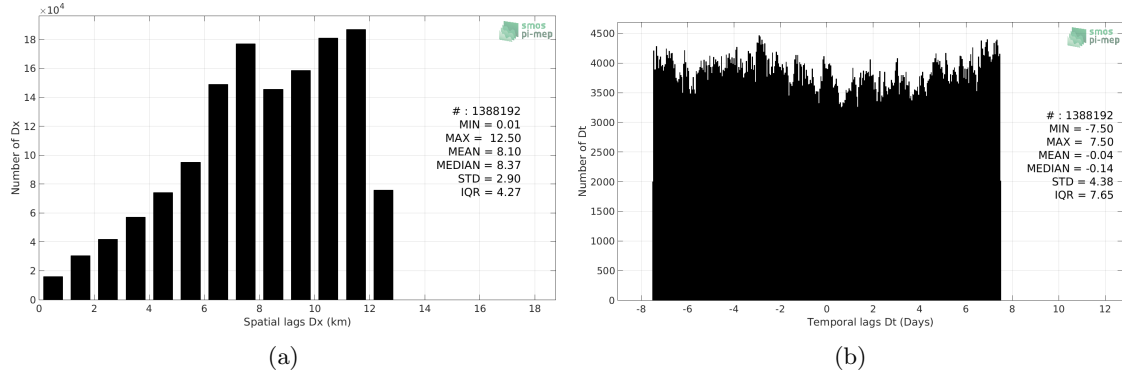 ×10⁴
18
16
14
12
10
8
6
4
2
0
Number of Dx
0 2 4 6 8 10 12 14 16 18
Spatial lags Dx (km)
smos
pi-mep
# : 1388192
MIN = 0.01
MAX = 12.50
MEAN = 8.10
MEDIAN = 8.37
STD = 2.90
IQR = 4.27
(a)
4500
4000
3500
3000
2500
2000
1500
1000
500
0
Number of Dt
-8 -6 -4 -2 0 2 4 6 8 10 12
Temporal lags Dt (Days)
smos
pi-mep
# : 1388192
MIN = -7.50
MAX = 7.50
MEAN = -0.04
MEDIAN = -0.14
STD = 4.38
IQR = 7.65
(b)